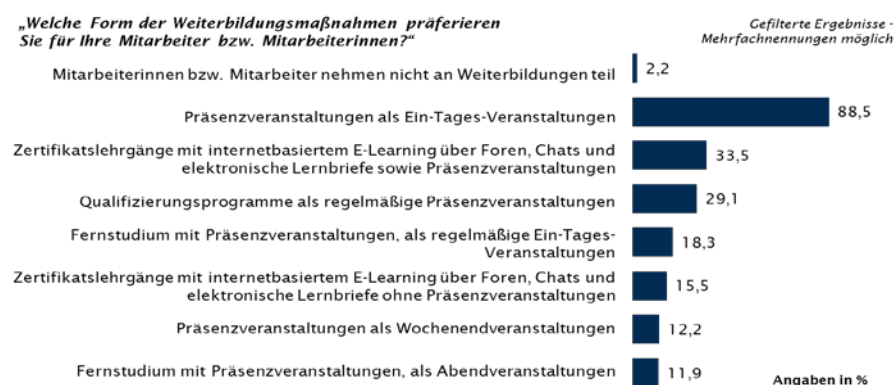 „Welche Form der Weiterbildungsmaßnahmen präferieren
Sie für Ihre Mitarbeiter bzw. Mitarbeiterinnen?“
Gefilterte Ergebnisse -
Mehrfachnennungen möglich
Mitarbeiterinnen bzw. Mitarbeiter nehmen nicht an Weiterbildungen teil
2,2
Präsenzveranstaltungen als Ein-Tages-Veranstaltungen
88,5
Zertifikatslehrgänge mit internetbasiertem E-Learning über Foren, Chats und
elektronische Lernbriefe sowie Präsenzveranstaltungen
33,5
Qualifizierungsprogramme als regelmäßige Präsenzveranstaltungen
29,1
Fernstudium mit Präsenzveranstaltungen, als regelmäßige Ein-Tages-
Veranstaltungen
18,3
Zertifikatslehrgänge mit internetbasiertem E-Learning über Foren, Chats und
elektronische Lernbriefe ohne Präsenzveranstaltungen
15,5
Präsenzveranstaltungen als Wochenendveranstaltungen
12,2
Fernstudium mit Präsenzveranstaltungen, als Abendveranstaltungen
11,9
Angaben in %